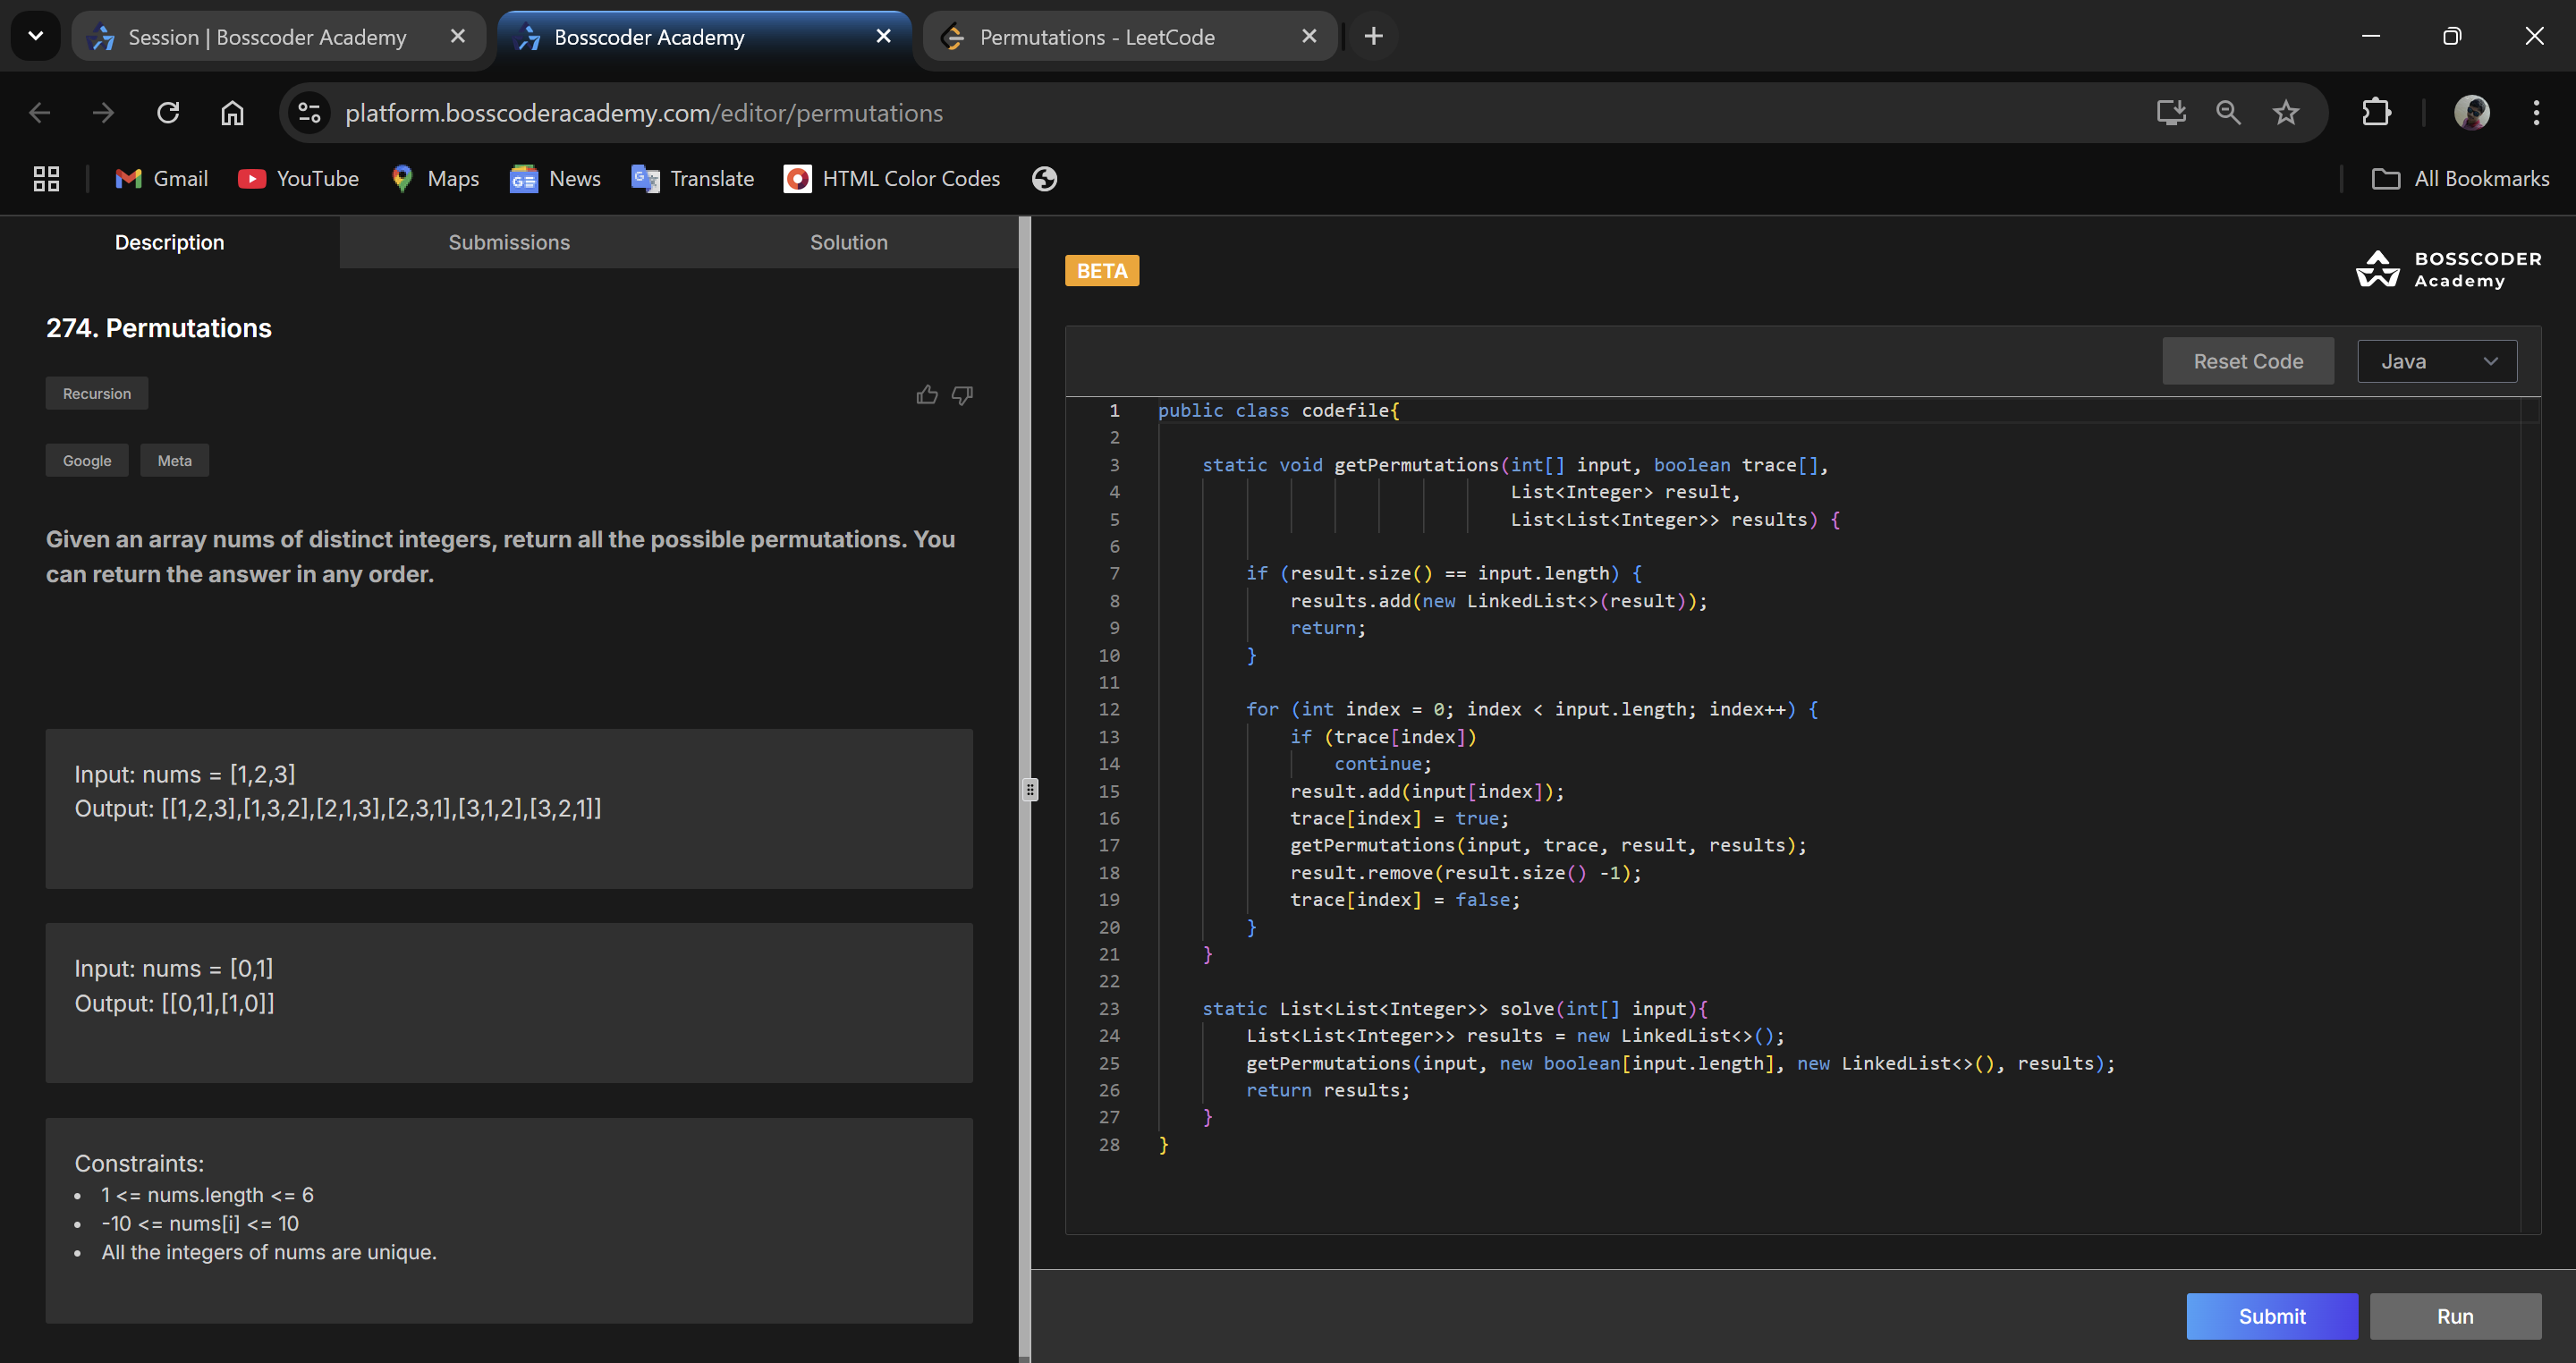 Session | Bosscoder Academy
Bosscoder Academy
Permutations - LeetCode
platform.bosscoderacademy.com/editor/permutations
Gmail
YouTube
Maps
News
Translate
HTML Color Codes
All Bookmarks
Description
Submissions
Solution
274. Permutations
Recursion
Google
Meta
Given an array nums of distinct integers, return all the possible permutations. You
can return the answer in any order.
Input: nums = [1,2,3]
Output: [[1,2,3],[1,3,2],[2,1,3],[2,3,1],[3,1,2],[3,2,1]]
Input: nums = [0,1]
Output: [[0,1],[1,0]]
Constraints:
• 1 <= nums.length <= 6
• -10 <= nums[i] <= 10
• All the integers of nums are unique.
BETA
BOSSCODER
Academy
Reset Code
Java
1 public class codefile{
2
3     static void getPermutations(int[] input, boolean trace[],
4                                 List<Integer> result,
5                                 List<List<Integer>> results) {
6
7         if (result.size() == input.length) {
8             results.add(new LinkedList<>(result));
9             return;
10         }
11
12         for (int index = 0; index < input.length; index++) {
13             if (trace[index])
14                 continue;
15             result.add(input[index]);
16             trace[index] = true;
17             getPermutations(input, trace, result, results);
18             result.remove(result.size() -1);
19             trace[index] = false;
20         }
21     }
22
23     static List<List<Integer>> solve(int[] input){
24         List<List<Integer>> results = new LinkedList<>();
25         getPermutations(input, new boolean[input.length], new LinkedList<>(), results);
26         return results;
27     }
28 }
Submit
Run